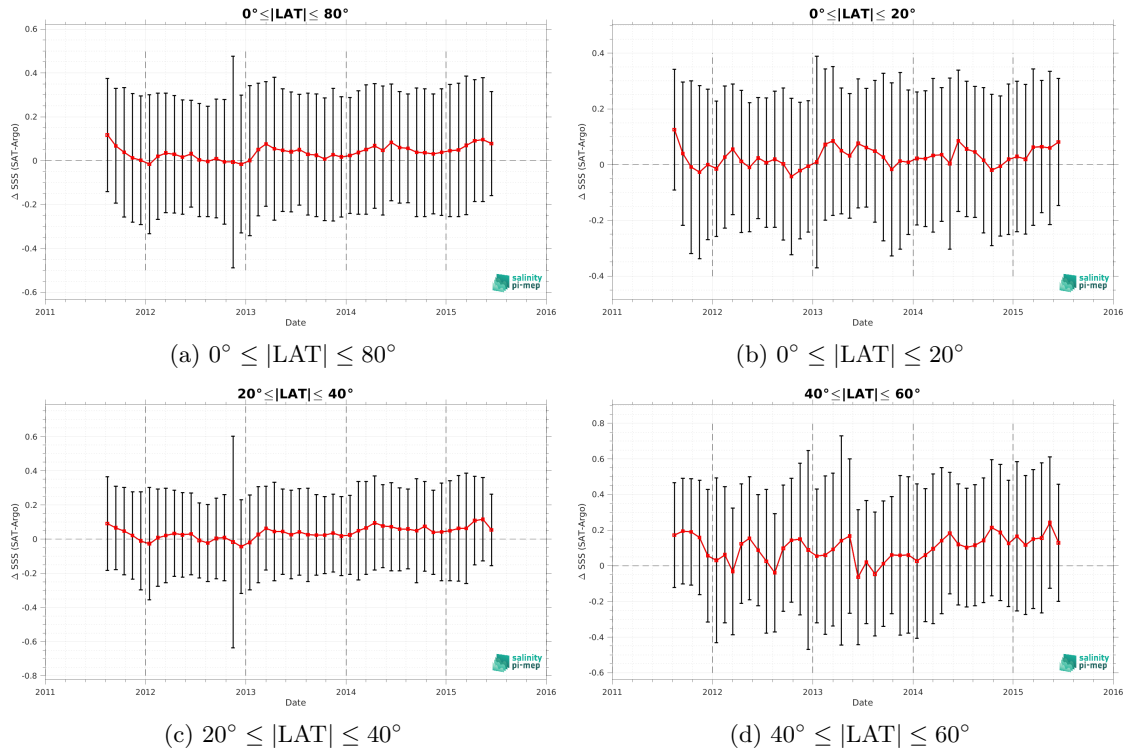 0°≤|LAT|≤ 80°
0.6
0.4
0.2
0
-0.2
-0.4
-0.6
Δ SSS (SAT-Argo)
2011 2012 2013 2014 2015 2016
Date
salinity
pi-mep
(a) 0° ≤ |LAT| ≤ 80°
0°≤|LAT|≤ 20°
0.4
0.2
0
-0.2
-0.4
Δ SSS (SAT-Argo)
2011 2012 2013 2014 2015 2016
Date
salinity
pi-mep
(b) 0° ≤ |LAT| ≤ 20°
20°≤|LAT|≤ 40°
0.6
0.4
0.2
0
-0.2
-0.4
-0.6
-0.8
Δ SSS (SAT-Argo)
2011 2012 2013 2014 2015 2016
Date
salinity
pi-mep
(c) 20° ≤ |LAT| ≤ 40°
40°≤|LAT|≤ 60°
0.8
0.6
0.4
0.2
0
-0.2
-0.4
-0.6
Δ SSS (SAT-Argo)
2011 2012 2013 2014 2015 2016
Date
salinity
pi-mep
(d) 40° ≤ |LAT| ≤ 60°